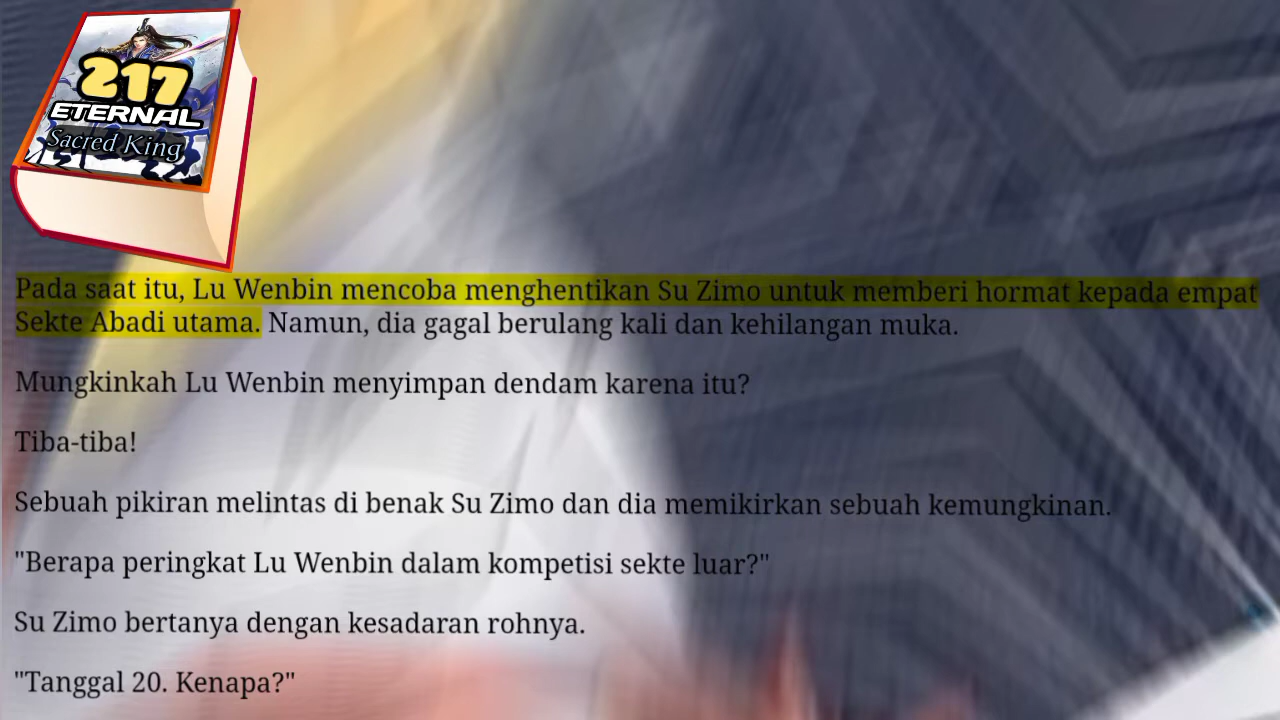 217
ETERNAL
Sacred King
Pada saat itu, Lu Wenbin mencoba menghentikan Su Zimo untuk memberi hormat kepada empat
Sekte Abadi utama. Namun, dia gagal berulang kali dan kehilangan muka.
Mungkinkah Lu Wenbin menyimpan dendam karena itu?
Tiba-tiba!
Sebuah pikiran melintas di benak Su Zimo dan dia memikirkan sebuah kemungkinan.
"Berapa peringkat Lu Wenbin dalam kompetisi sekte luar?"
Su Zimo bertanya dengan kesadaran rohnya.
"Tanggal 20. Kenapa?"